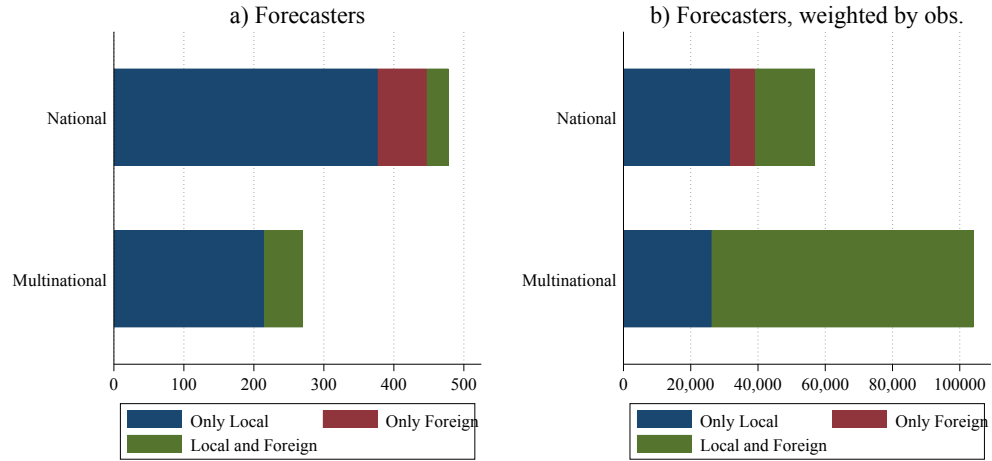 a) Forecasters
National
Multinational
0 100 200 300 400 500
Only Local Only Foreign
Local and Foreign
b) Forecasters, weighted by obs.
National
Multinational
0 20,000 40,000 60,000 80,000 100000
Only Local Only Foreign
Local and Foreign